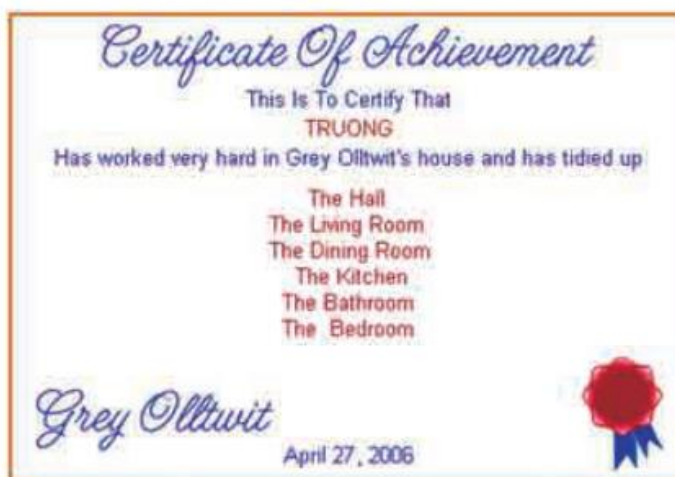 Certificate Of Achievement
This Is To Certify That
TRUONG
Has worked very hard in Grey Olltwit's house and has tidied up
The Hall
The Living Room
The Dining Room
The Kitchen
The Bathroom
The Bedroom
Grey Olltwit
April 27, 2006